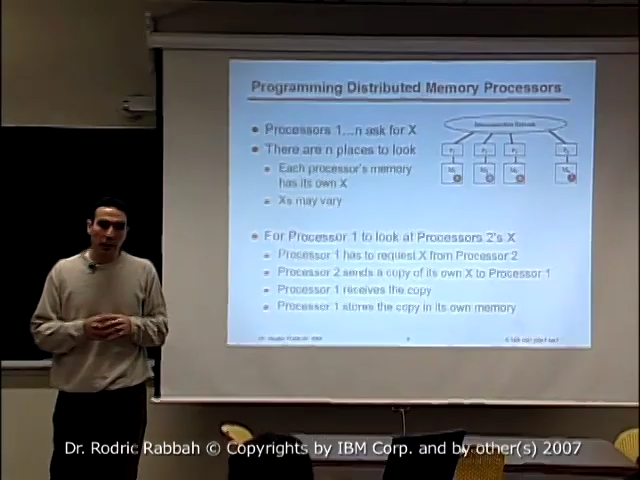 Programming Distributed Memory Processors
Processors 1...n ask for X
There are n places to look
Each processor's memory
has its own X
Xs may vary
For Processor 1 to look at Processors 2's X
Processor 1 has to request X from Processor 2
Processor 2 sends a copy of its own X to Processor 1
Processor 1 receives the copy
Processor 1 stores the copy in its own memory
Dr. Rodric Rabbah © Copyrights by IBM Corp. and by other(s) 2007